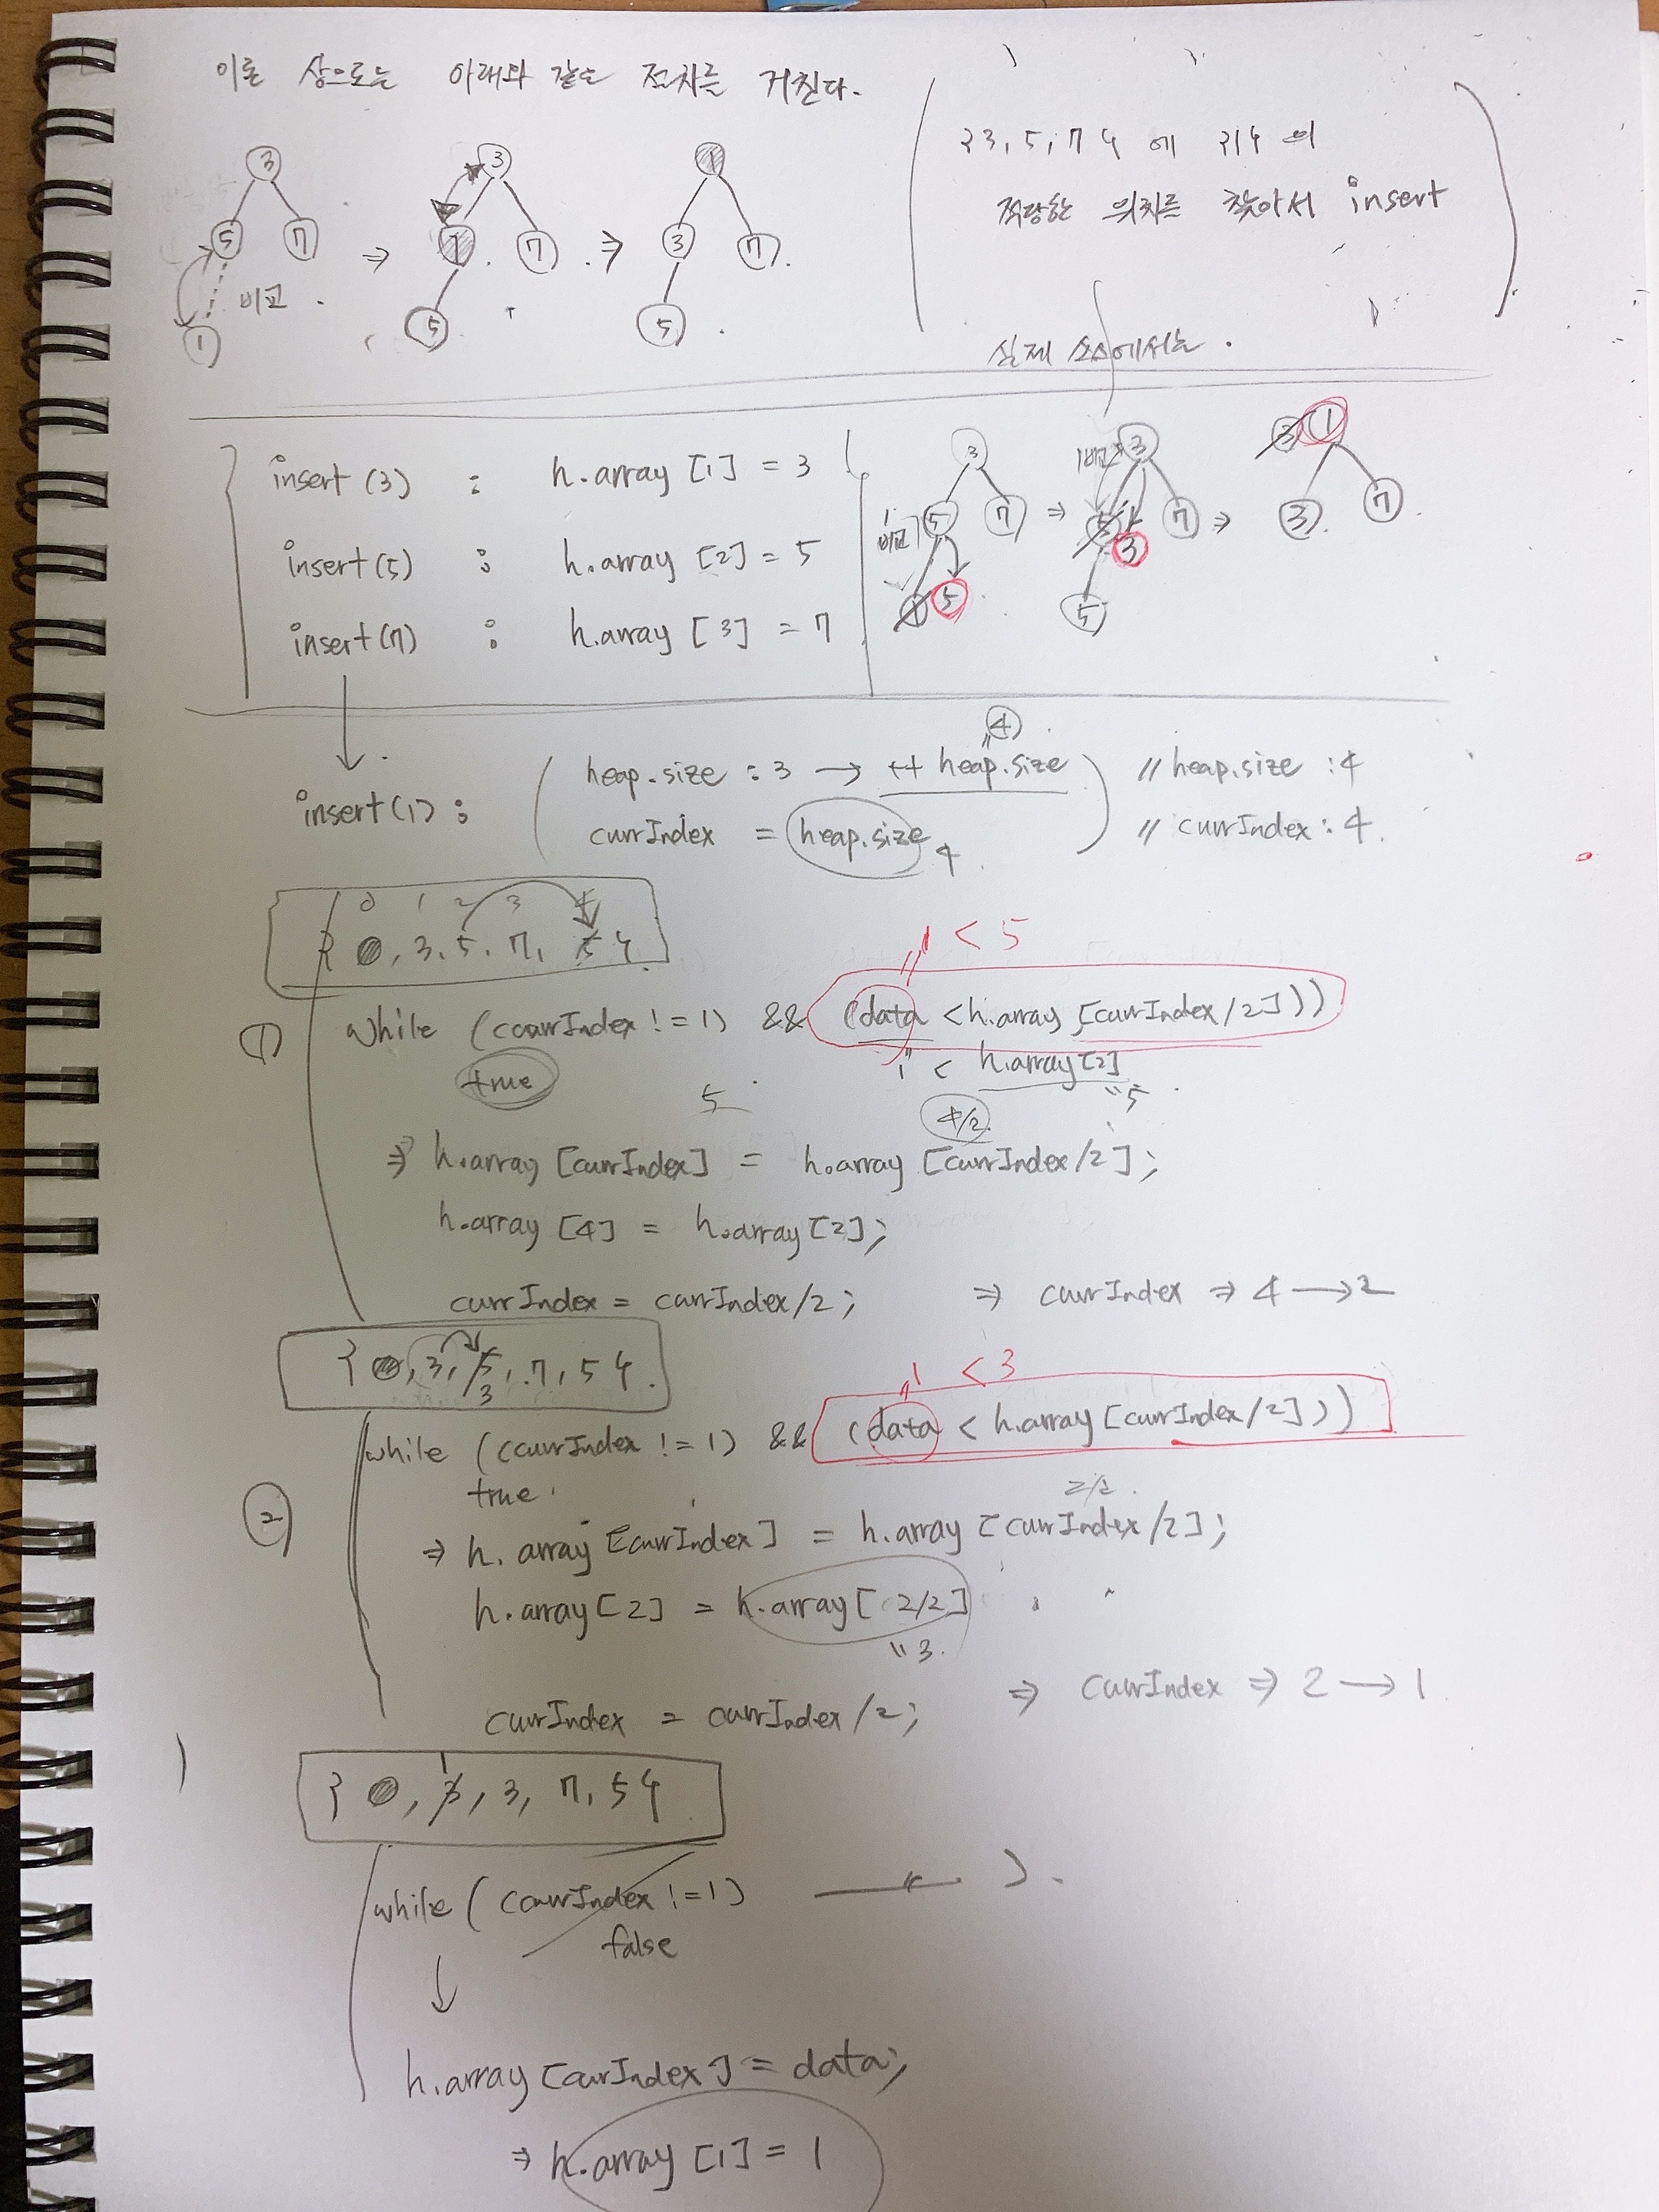 이론 상으로는 아래와 같은 절차를 거친다.
{3, 5, 7} 에 {1}의
적당한 위치를 찾아서 insert
3
5 7
1
비교
⇒
3
1 7
5
⇒
1
3 7
5
실제 소스에서는.
insert(3) : h.array[1] = 3
insert(5) : h.array[2] = 5
insert(7) : h.array[3] = 7
3
비교 5 7
1 5
⇒
비교 3
5 3 7
5
⇒
3 1
3 7
4
insert(1) : ( heap.size : 3 → ++ heap.size ) // heap.size : 4
currIndex = heap.size 4 // currIndex : 4
0 1 2 3 4
{ 0, 3, 5, 7, 5 }
1 < 5
① while (currIndex != 1) && (data < h.array[currIndex/2]))
true
1 < h.array[2]
5
5
4/2
⇒ h.array[currIndex] = h.array[currIndex/2];
h.array[4] = h.array[2];
currIndex = currIndex/2; ⇒ currIndex ⇒ 4 → 2
{ 0, 3, 5, 7, 5 }
3
1 < 3
② while (currIndex != 1) && (data < h.array[currIndex/2]))
true
2/2
⇒ h.array[currIndex] = h.array[currIndex/2];
h.array[2] = h.array[2/2]
"3
currIndex = currIndex/2; ⇒ currIndex ⇒ 2 → 1
1
{ 0, 3, 3, 7, 5 }
while (currIndex != 1) — " — ).
false
↓
h.array[currIndex] = data;
⇒ h.array[1] = 1